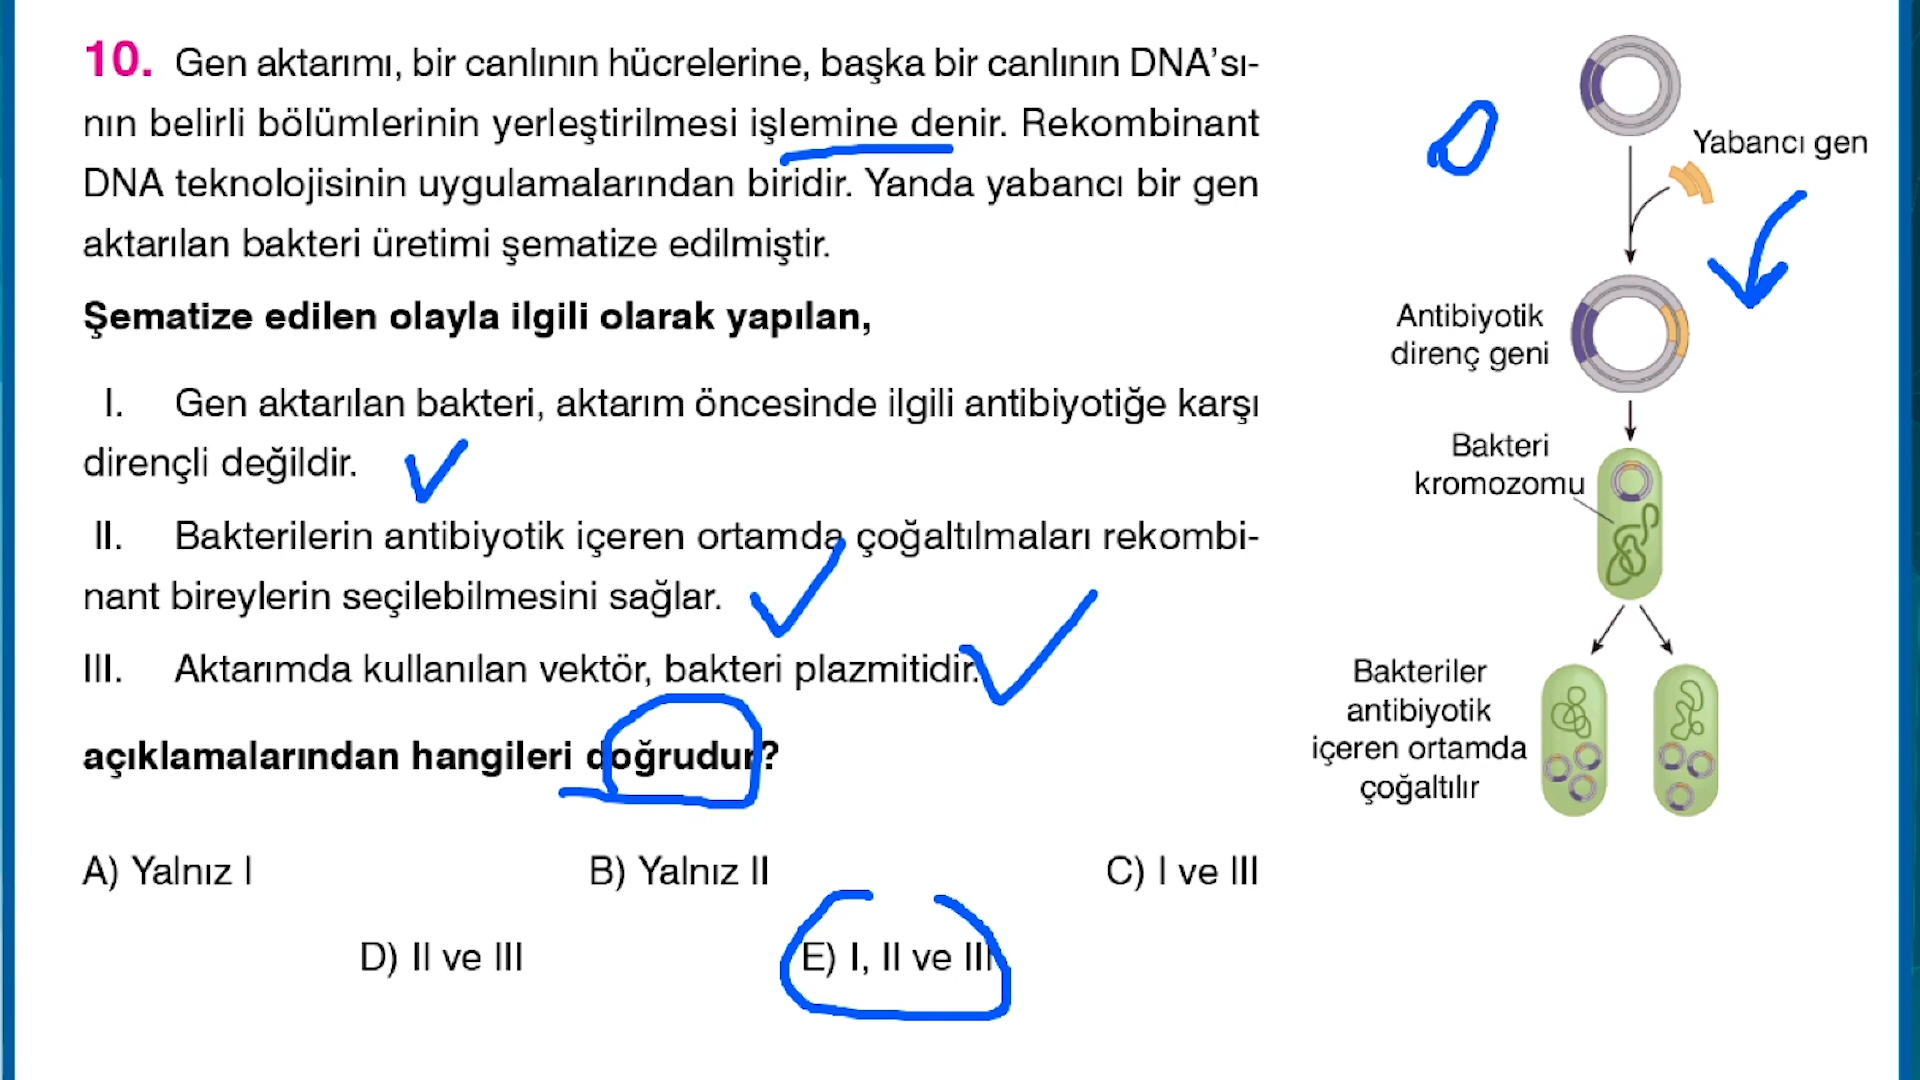 10. Gen aktarımı, bir canlının hücrelerine, başka bir canlının DNA’sı-
nın belirli bölümlerinin yerleştirilmesi işlemine denir. Rekombinant
DNA teknolojisinin uygulamalarından biridir. Yanda yabancı bir gen
aktarılan bakteri üretimi şematize edilmiştir.
Şematize edilen olayla ilgili olarak yapılan,
I. Gen aktarılan bakteri, aktarım öncesinde ilgili antibiyotiğe karşı
dirençli değildir.
II. Bakterilerin antibiyotik içeren ortamda çoğaltılmaları rekombi-
nant bireylerin seçilebilmesini sağlar.
III. Aktarımda kullanılan vektör, bakteri plazmitidir.
açıklamalarından hangileri doğrudur?
A) Yalnız I
B) Yalnız II
C) I ve III
D) II ve III
E) I, II ve III
Yabancı gen
Antibiyotik
direnç geni
Bakteri
kromozomu
Bakteriler
antibiyotik
içeren ortamda
çoğaltılır